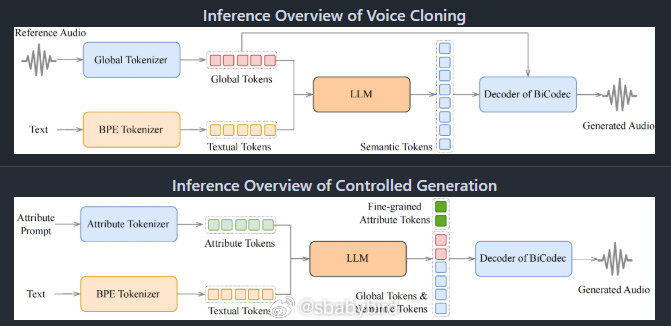 Inference Overview of Voice Cloning
Reference Audio
Global Tokenizer
Global Tokens
LLM
Decoder of BiCodec
Generated Audio
Text
BPE Tokenizer
Textual Tokens
Semantic Tokens
Inference Overview of Controlled Generation
Fine-grained
Attribute Tokens
Attribute
Prompt
Attribute Tokenizer
Attribute Tokens
LLM
Decoder of BiCodec
Generated Audio
Text
BPE Tokenizer
Textual Tokens
Global Tokens &
Semantic Tokens